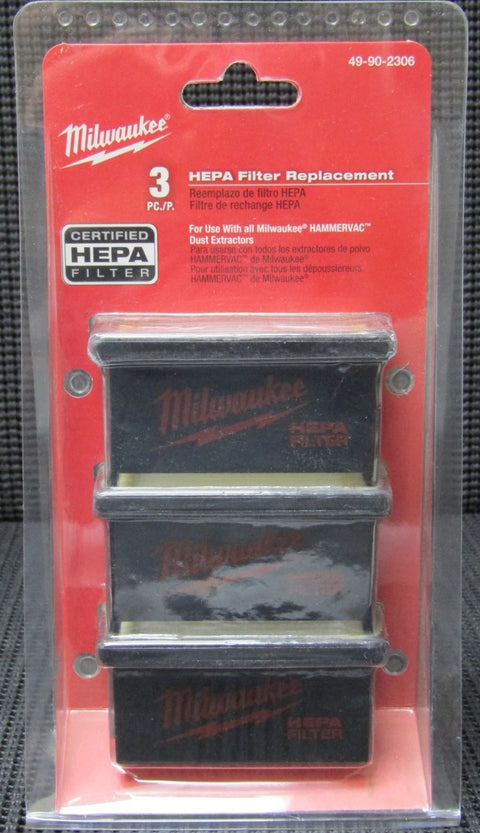 49-90-2306
Milwaukee®
3
PC./P.
HEPA Filter Replacement
Reemplazo de filtro HEPA
Filtre de rechange HEPA
CERTIFIED
HEPA
FILTER
For Use With all Milwaukee® HAMMERVAC™
Dust Extractors
Para usarse con todos los extractores de polvo
HAMMERVAC™ de Milwaukee®
Pour utilisation avec tous les dépoussiéreurs
HAMMERVAC™ de Milwaukee®
Milwaukee
HEPA
FILTER
Milwaukee
Milwaukee
HEPA
FILTER